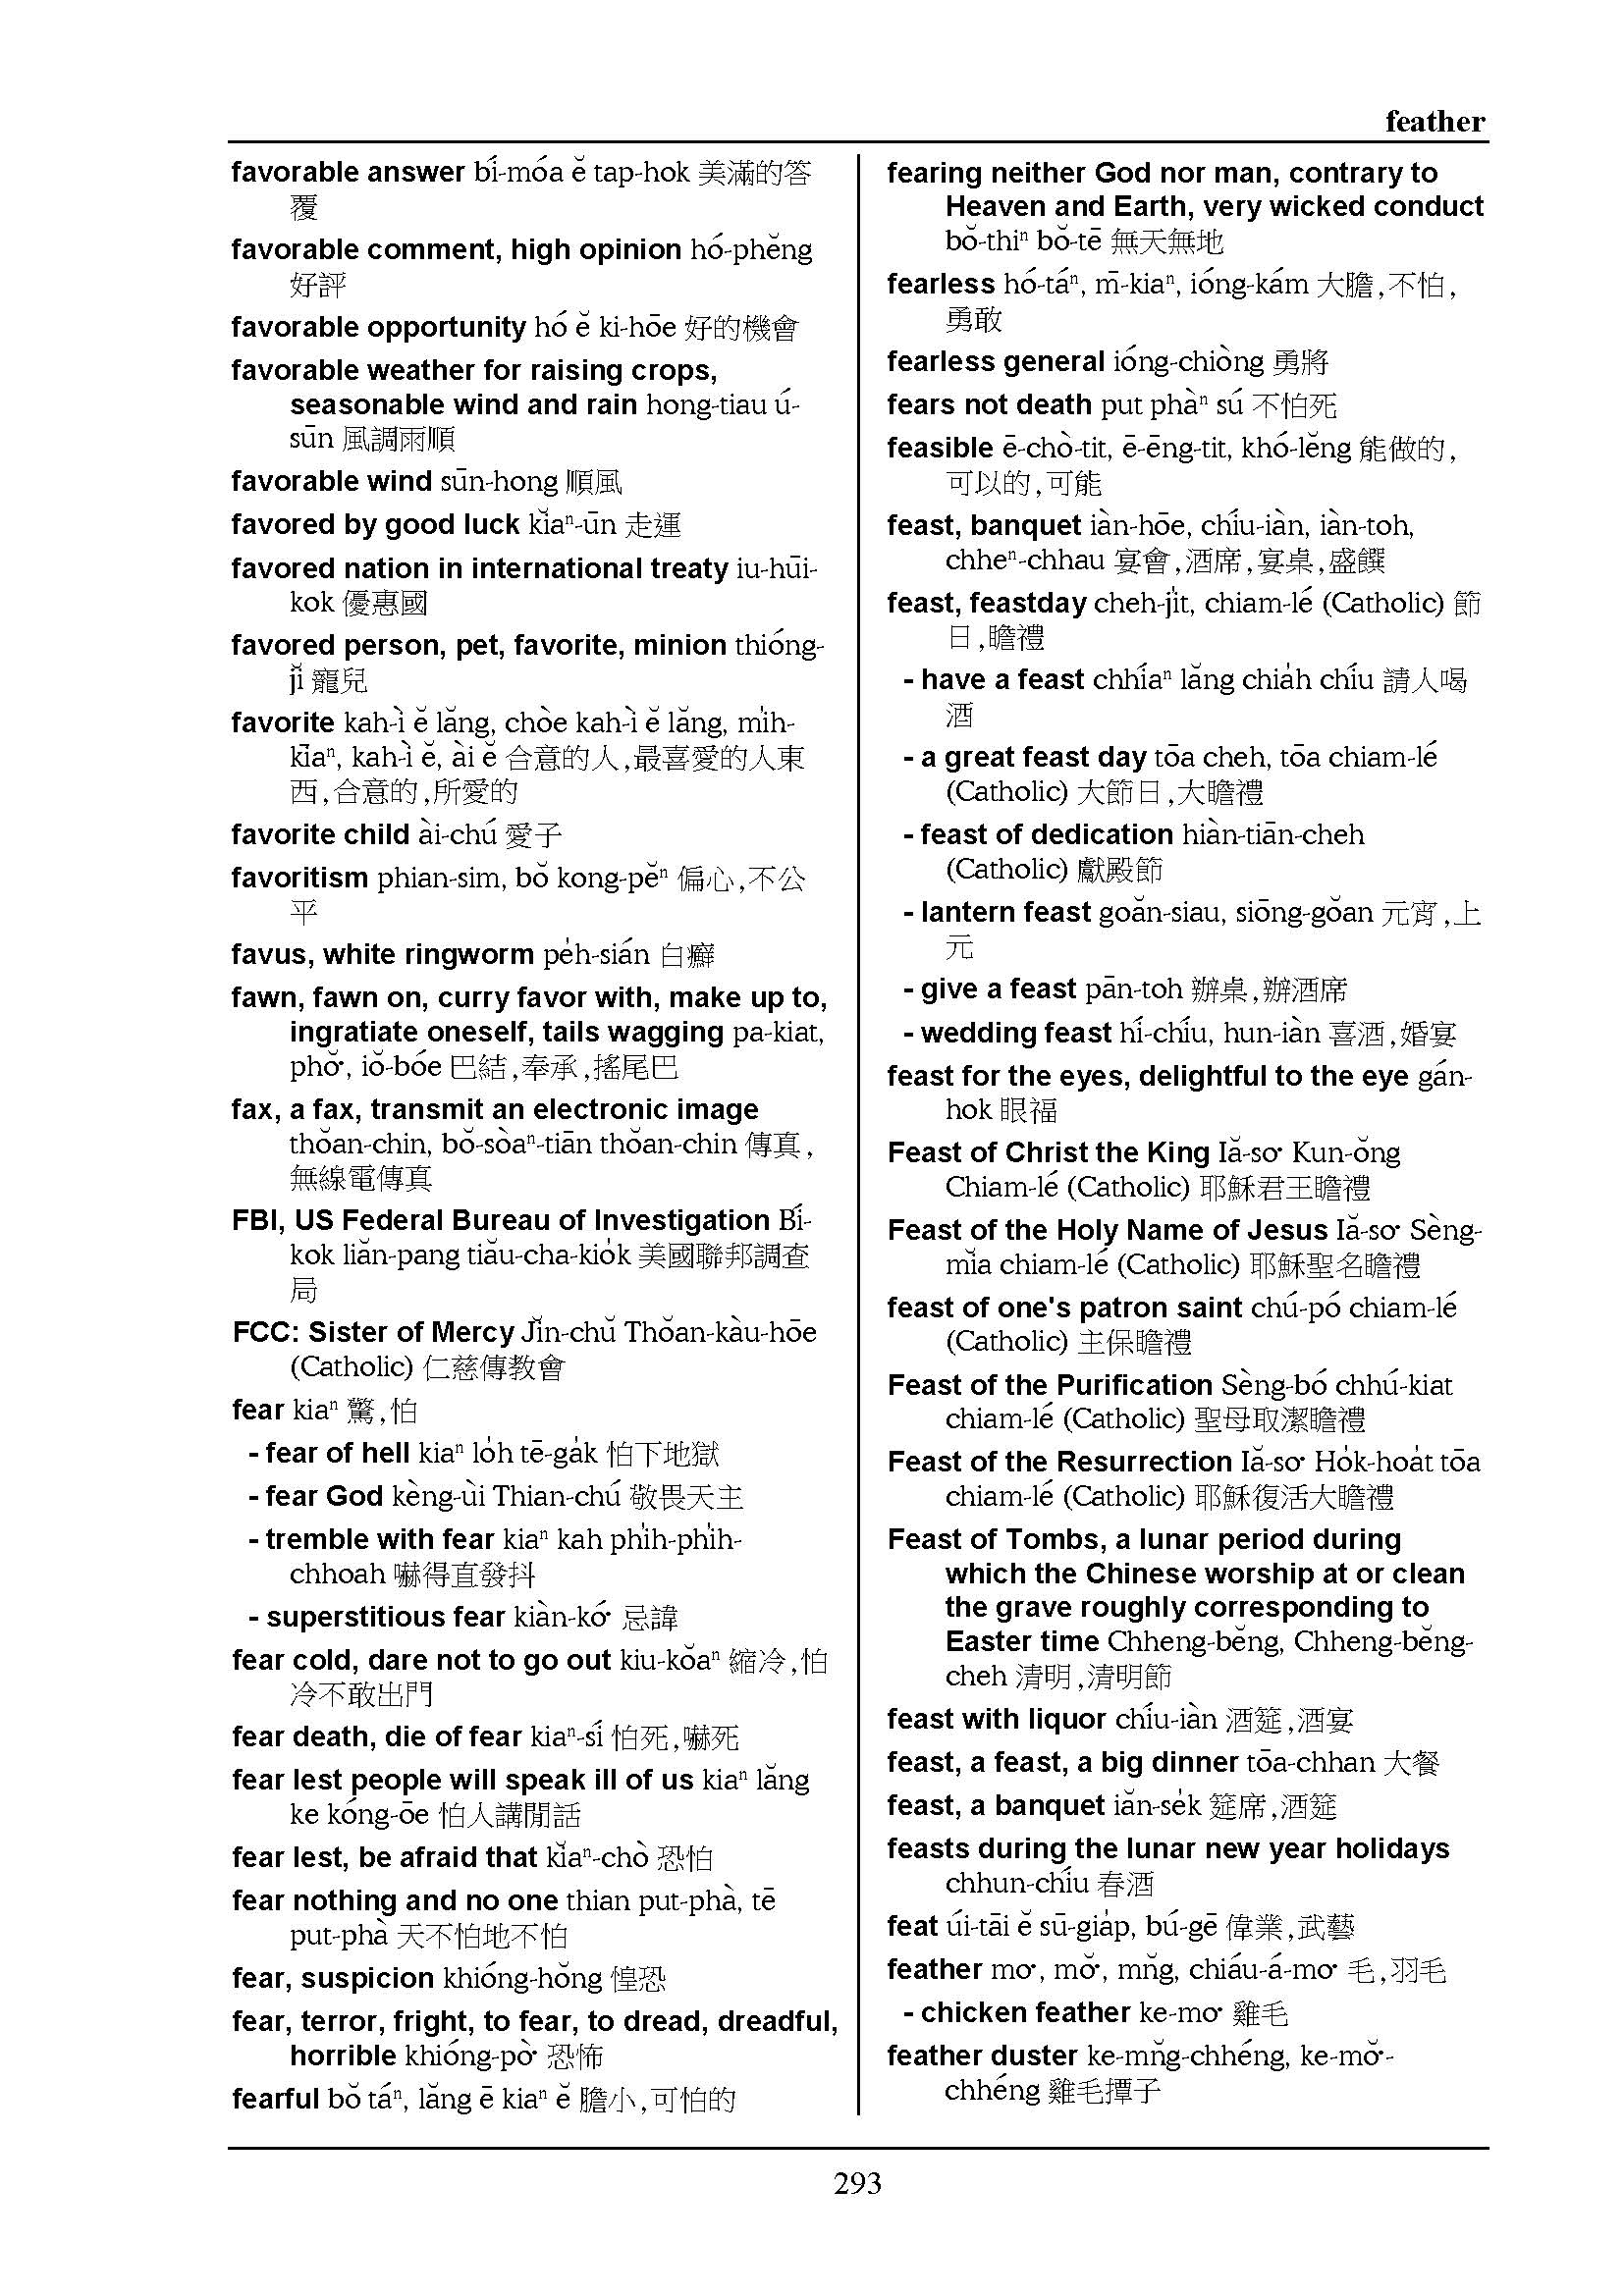 feather
favorable answer bí-móa ĕ tap-hok 美滿的答
覆
favorable comment, high opinion hó-phĕng
好評
favorable opportunity hó ĕ ki-hōe 好的機會
favorable weather for raising crops,
seasonable wind and rain hong-tiau ú-
sūn 風調雨順
favorable wind sūn-hong 順風
favored by good luck kĭaⁿ-ūn 走運
favored nation in international treaty iu-hūi-
kok 優惠國
favored person, pet, favorite, minion thióng-
jĭ 寵兒
favorite kah-ì ĕ lăng, chòe kah-ì ĕ lăng, mi̍h-
kīaⁿ, kah-ì ĕ, ài ĕ 合意的人,最喜愛的人東
西,合意的,所愛的
favorite child ài-chú 愛子
favoritism phian-sim, bŏ kong-pĕⁿ 偏心,不公
平
favus, white ringworm pe̍h-sián 白癬
fawn, fawn on, curry favor with, make up to,
ingratiate oneself, tails wagging pa-kiat,
phŏ͘, iŏ-bóe 巴結,奉承,搖尾巴
fax, a fax, transmit an electronic image
thŏan-chin, bŏ-sòaⁿ-tiān thŏan-chin 傳真,
無線電傳真
FBI, US Federal Bureau of Investigation Bí-
kok liăn-pang tiău-cha-kio̍k 美國聯邦調查
局
FCC: Sister of Mercy Jĭn-chŭ Thŏan-kàu-hōe
(Catholic) 仁慈傳教會
fear kiaⁿ 驚,怕
- fear of hell kiaⁿ lo̍h tē-ga̍k 怕下地獄
- fear God kèng-ùi Thian-chú 敬畏天主
- tremble with fear kiaⁿ kah phi̍h-phi̍h-
chhoah 嚇得直發抖
- superstitious fear kiàn-kó͘ 忌諱
fear cold, dare not to go out kiu-kŏaⁿ 縮冷,怕
冷不敢出門
fear death, die of fear kiaⁿ-sí 怕死,嚇死
fear lest people will speak ill of us kiaⁿ lăng
ke kóng-ōe 怕人講閒話
fear lest, be afraid that kĭaⁿ-chò 恐怕
fear nothing and no one thian put-phà, tē
put-phà 天不怕地不怕
fear, suspicion khióng-hŏng 惶恐
fear, terror, fright, to fear, to dread, dreadful,
horrible khióng-pò͘ 恐怖
fearful bŏ táⁿ, lăng ē kiaⁿ ĕ 膽小,可怕的
fearing neither God nor man, contrary to
Heaven and Earth, very wicked conduct
bŏ-thiⁿ bŏ-tē 無天無地
fearless hó-táⁿ, m̄-kiaⁿ, ióng-kám 大膽,不怕,
勇敢
fearless general ióng-chiòng 勇將
fears not death put phàⁿ sú 不怕死
feasible ē-chò-tit, ē-ēng-tit, khó-lĕng 能做的,
可以的,可能
feast, banquet iàn-hōe, chíu-iàn, iàn-toh,
chheⁿ-chhau 宴會,酒席,宴桌,盛饌
feast, feastday cheh-ji̍t, chiam-lé (Catholic) 節
日,瞻禮
- have a feast chhíaⁿ lăng chia̍h chíu 請人喝
酒
- a great feast day tōa cheh, tōa chiam-lé
(Catholic) 大節日,大瞻禮
- feast of dedication hiàn-tiān-cheh
(Catholic) 獻殿節
- lantern feast goăn-siau, siōng-gŏan 元宵,上
元
- give a feast pān-toh 辦桌,辦酒席
- wedding feast hí-chíu, hun-iàn 喜酒,婚宴
feast for the eyes, delightful to the eye gán-
hok 眼福
Feast of Christ the King Iă-so͘ Kun-ŏng
Chiam-lé (Catholic) 耶穌君王瞻禮
Feast of the Holy Name of Jesus Iă-so͘ Sèng-
mĭa chiam-lé (Catholic) 耶穌聖名瞻禮
feast of one's patron saint chú-pó chiam-lé
(Catholic) 主保瞻禮
Feast of the Purification Sèng-bó chhú-kiat
chiam-lé (Catholic) 聖母取潔瞻禮
Feast of the Resurrection Iă-so͘ Ho̍k-hoa̍t tōa
chiam-lé (Catholic) 耶穌復活大瞻禮
Feast of Tombs, a lunar period during
which the Chinese worship at or clean
the grave roughly corresponding to
Easter time Chheng-bĕng, Chheng-bĕng-
cheh 清明,清明節
feast with liquor chíu-iàn 酒筵,酒宴
feast, a feast, a big dinner tōa-chhan 大餐
feast, a banquet iăn-se̍k 筵席,酒筵
feasts during the lunar new year holidays
chhun-chíu 春酒
feat úi-tāi ĕ sū-gia̍p, bú-gē 偉業,武藝
feather mo͘, mŏ͘, mn̆g, chiáu-á-mo͘ 毛,羽毛
- chicken feather ke-mo͘ 雞毛
feather duster ke-mn̆g-chhéng, ke-mŏ͘-
chhéng 雞毛撢子
293